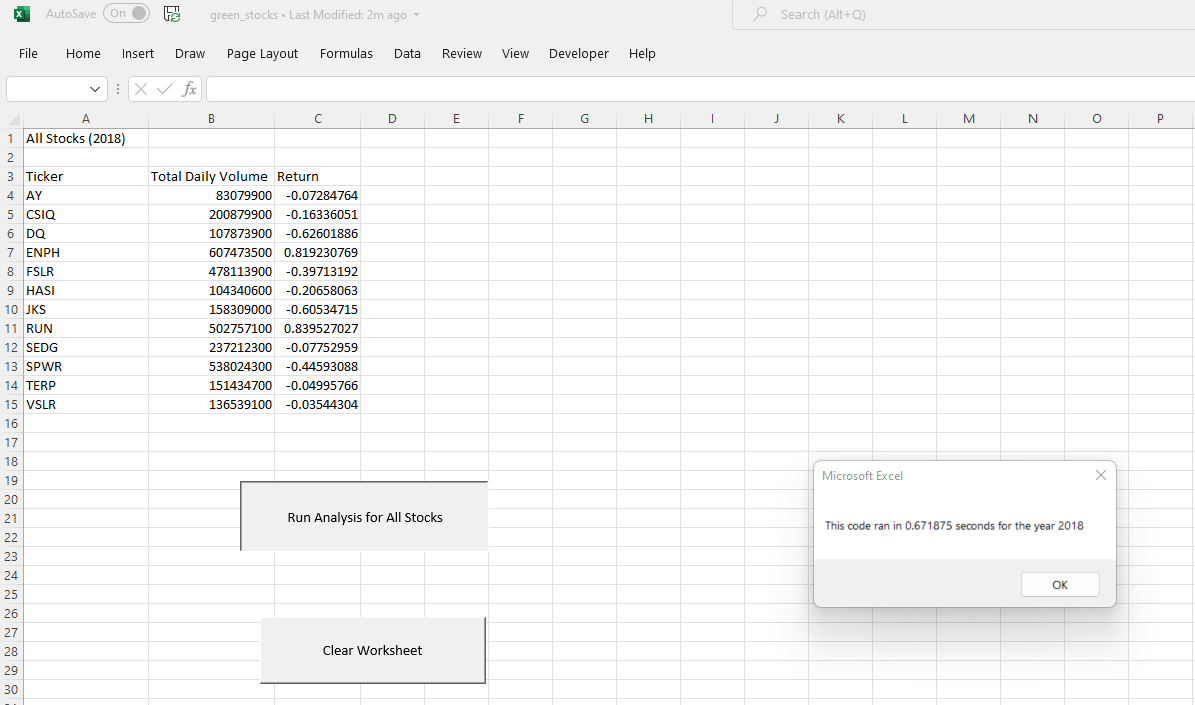 AutoSave On green_stocks • Last Modified: 2m ago Search (Alt+Q)
File Home Insert Draw Page Layout Formulas Data Review View Developer Help
fx
A B C D E F G H I J K L M N O P
1 All Stocks (2018)
2
3 Ticker Total Daily Volume Return
4 AY 83079900 -0.07284764
5 CSIQ 200879900 -0.16336051
6 DQ 107873900 -0.62601886
7 ENPH 607473500 0.819230769
8 FSLR 478113900 -0.39713192
9 HASI 104340600 -0.20658063
10 JKS 158309000 -0.60534715
11 RUN 502757100 0.839527027
12 SEDG 237212300 -0.07752959
13 SPWR 538024300 -0.44593088
14 TERP 151434700 -0.04995766
15 VSLR 136539100 -0.03544304
16
17
18
19
20
21
22
23
24
25
26
27
28
29
30
Run Analysis for All Stocks
Clear Worksheet
Microsoft Excel
This code ran in 0.671875 seconds for the year 2018
OK